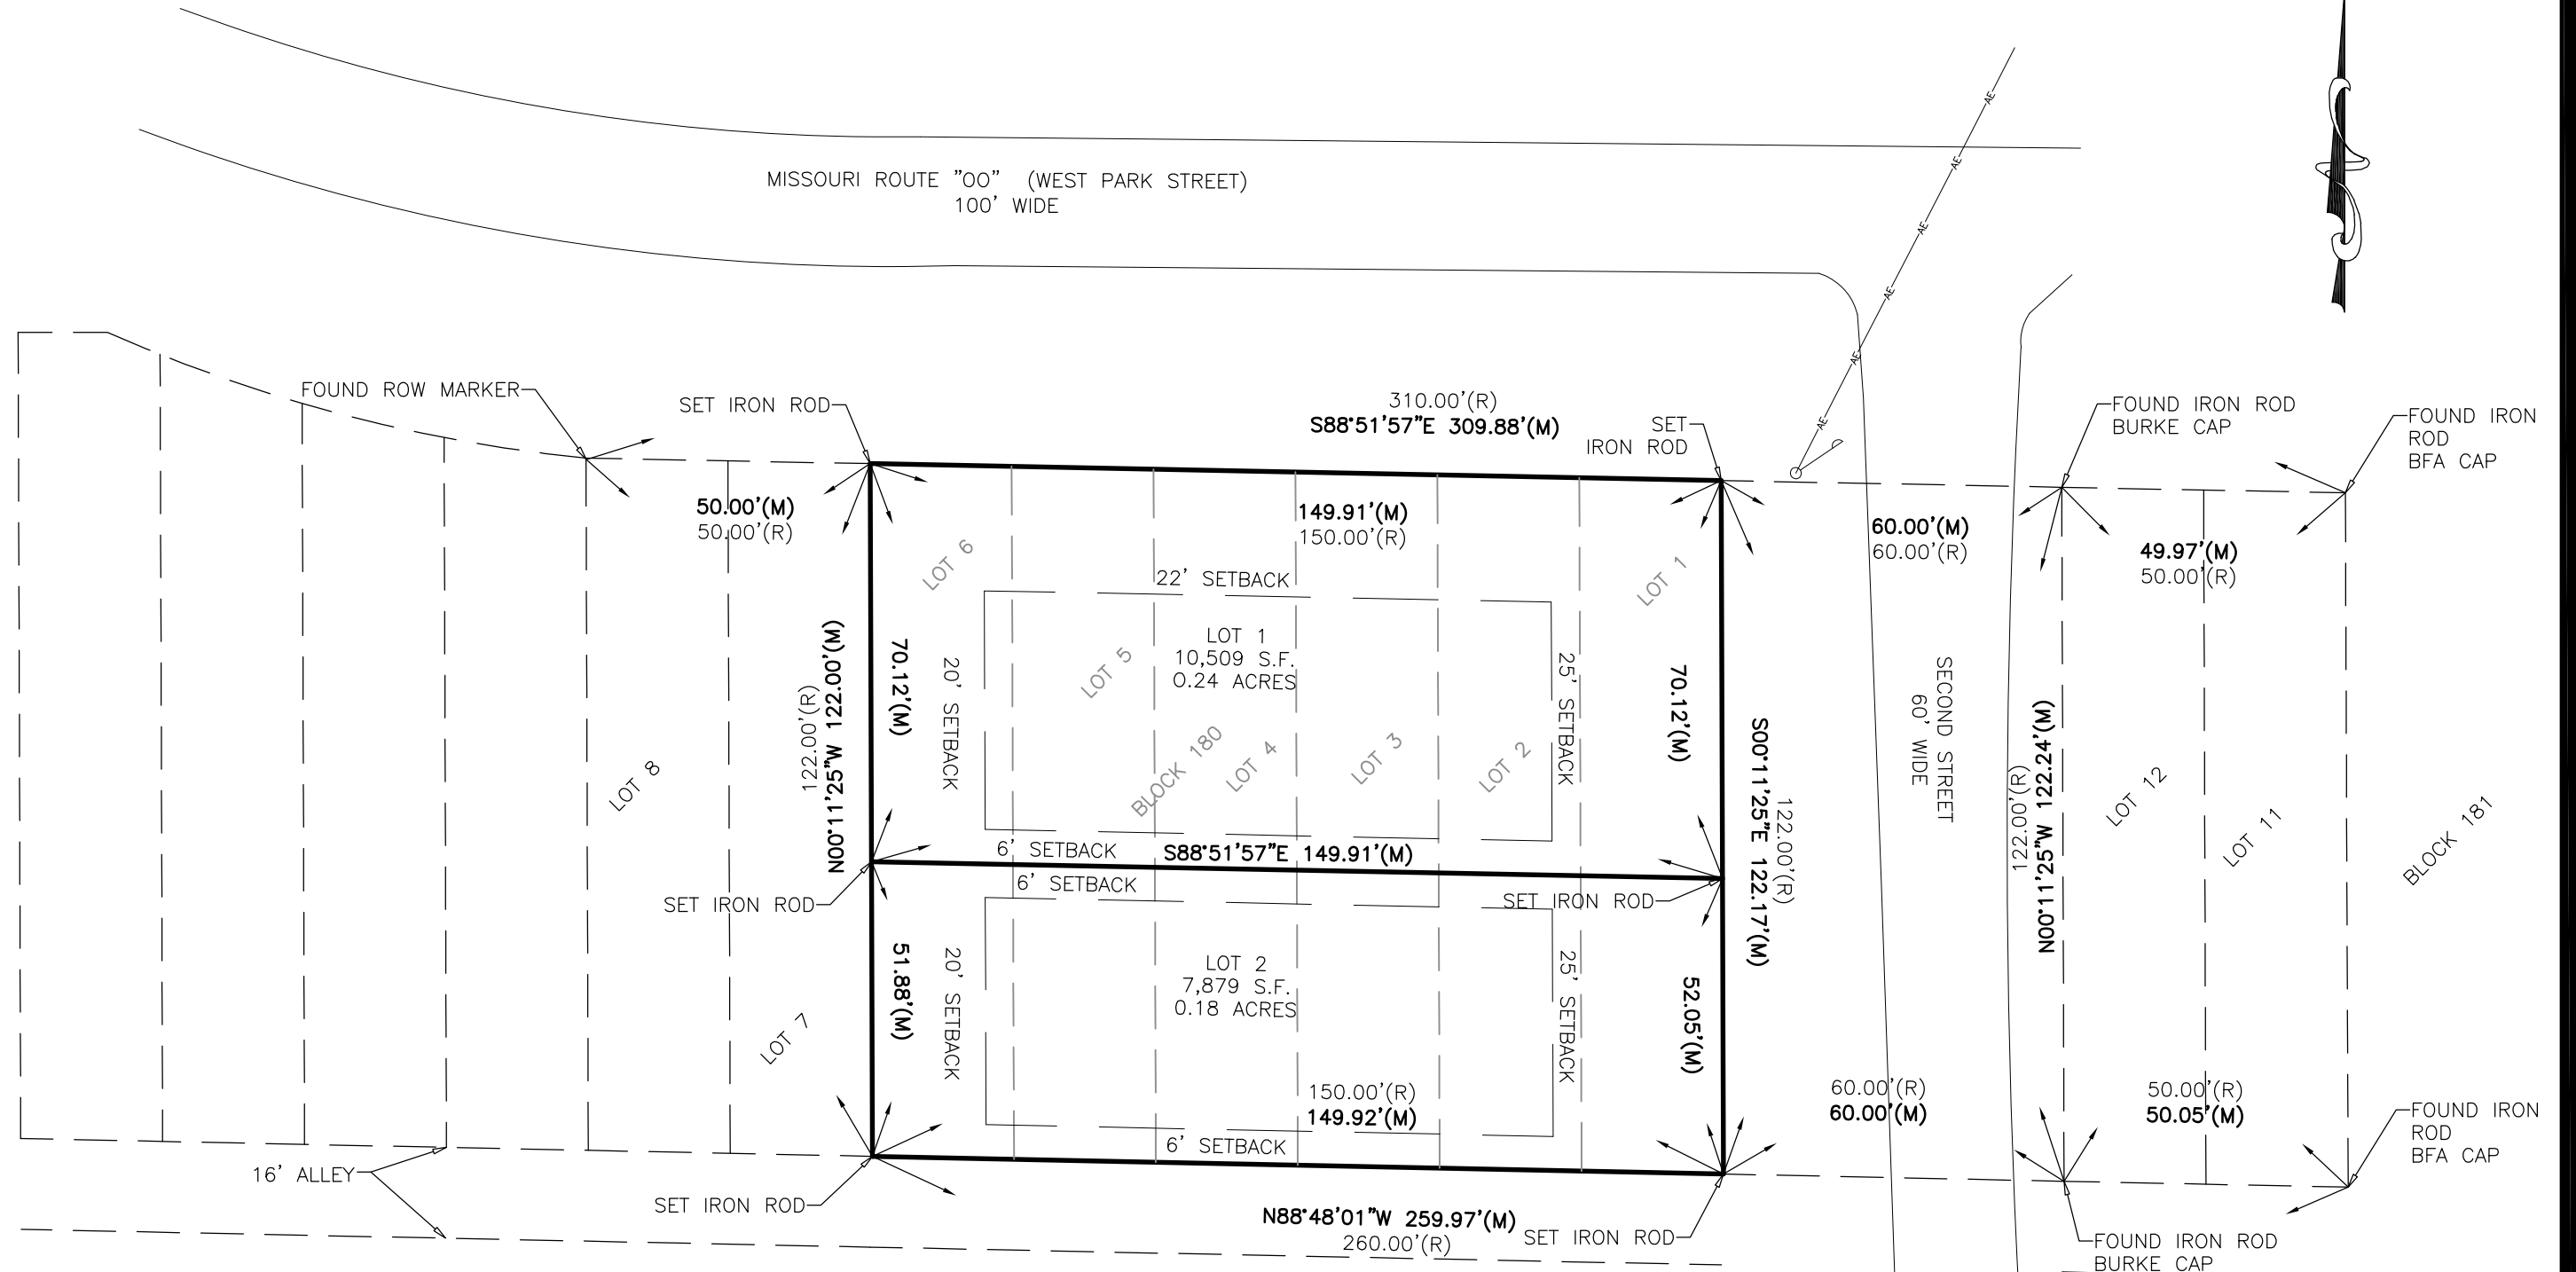 MISSOURI ROUTE "OO" (WEST PARK STREET)
100' WIDE
AE
AE
AE
AE
AE
AE
FOUND ROW MARKER
SET IRON ROD
310.00'(R)
S88°51'57"E 309.88'(M)
SET
IRON ROD
FOUND IRON ROD
BURKE CAP
FOUND IRON
ROD
BFA CAP
50.00'(M)
50.00'(R)
149.91'(M)
150.00'(R)
60.00'(M)
60.00'(R)
49.97'(M)
50.00'(R)
LOT 6
22' SETBACK
LOT 1
LOT 1
10,509 S.F.
0.24 ACRES
LOT 5
122.00'(R)
N00°11'25"W 122.00'(M)
70.12'(M)
20' SETBACK
25' SETBACK
70.12'(M)
S00°11'25"E 122.17'(M)
122.00'(R)
SECOND STREET
60' WIDE
122.00'(R)
N00°11'25"W 122.24'(M)
LOT 8
BLOCK 180
LOT 4
LOT 3
LOT 2
LOT 12
LOT 11
BLOCK 181
6' SETBACK
S88°51'57"E 149.91'(M)
6' SETBACK
SET IRON ROD
SET IRON ROD
51.88'(M)
20' SETBACK
LOT 2
7,879 S.F.
0.18 ACRES
25' SETBACK
52.05'(M)
LOT 7
150.00'(R)
149.92'(M)
60.00'(R)
60.00'(M)
50.00'(R)
50.05'(M)
6' SETBACK
16' ALLEY
SET IRON ROD
FOUND IRON
ROD
BFA CAP
N88°48'01"W 259.97'(M)
260.00'(R)
SET IRON ROD
FOUND IRON ROD
BURKE CAP